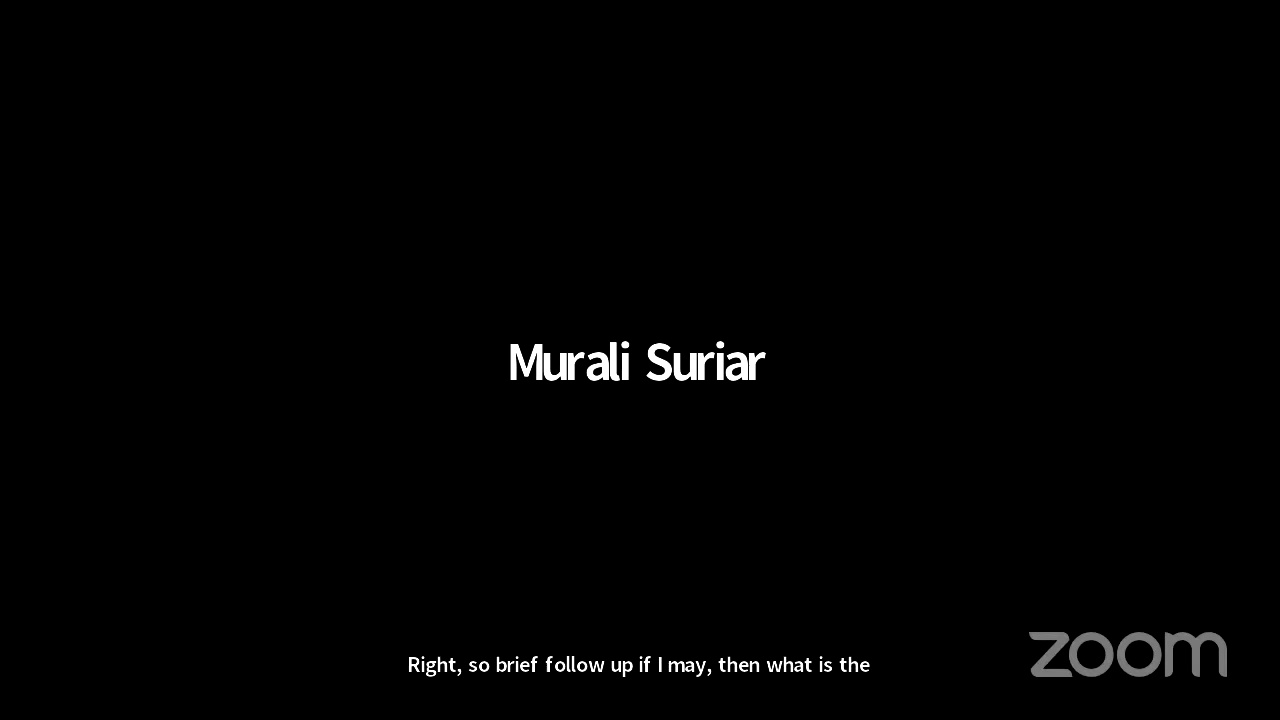 Murali Suriar
Right, so brief follow up if I may, then what is the
zoom